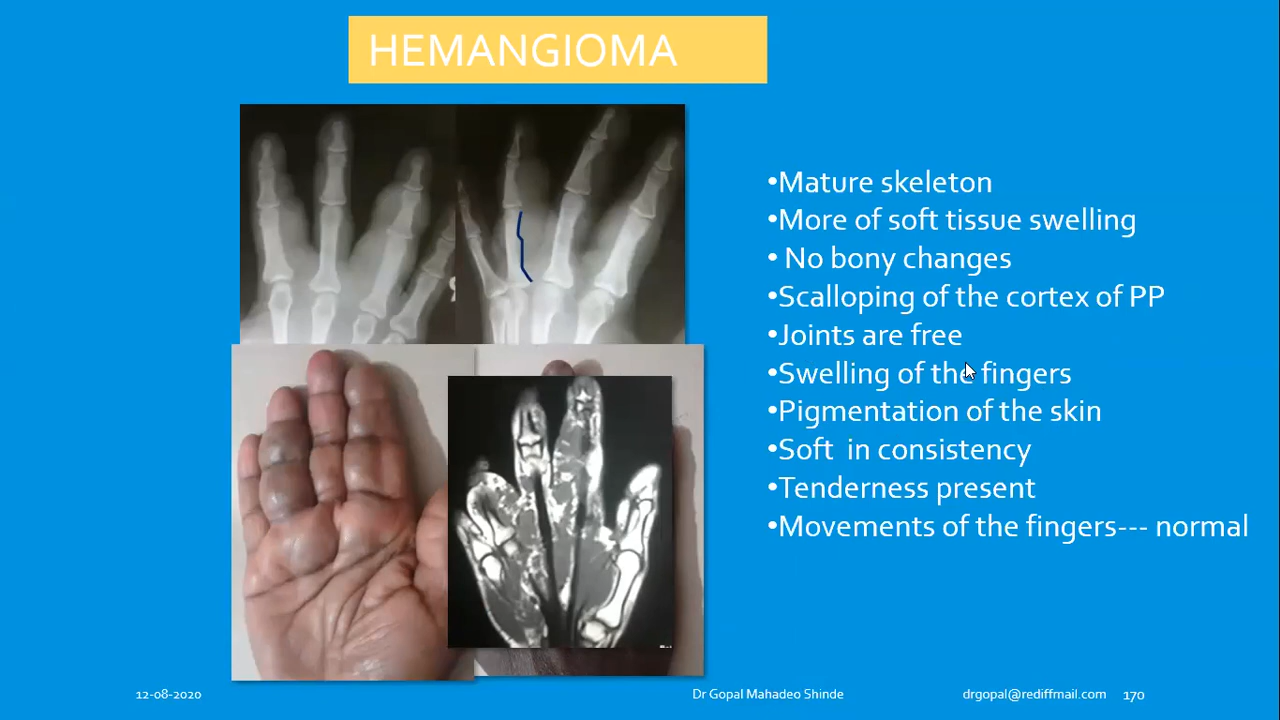 HEMANGIOMA
•Mature skeleton
•More of soft tissue swelling
• No bony changes
•Scalloping of the cortex of PP
•Joints are free
•Swelling of the fingers
•Pigmentation of the skin
•Soft in consistency
•Tenderness present
•Movements of the fingers--- normal
12-08-2020
Dr Gopal Mahadeo Shinde
drgopal@rediffmail.com
170